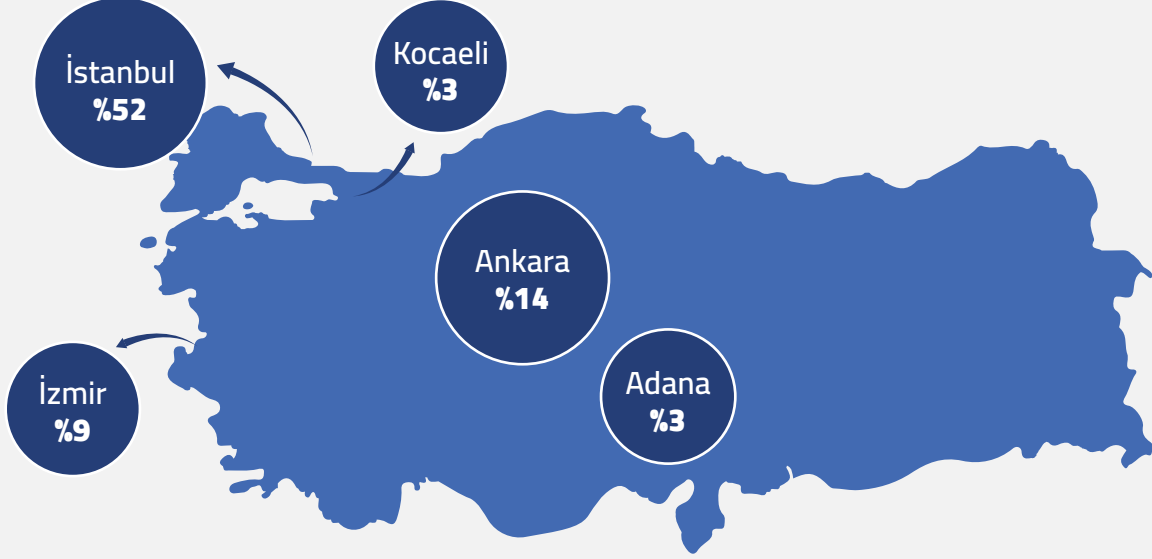 İstanbul
%52
Kocaeli
%3
Ankara
%14
İzmir
%9
Adana
%3